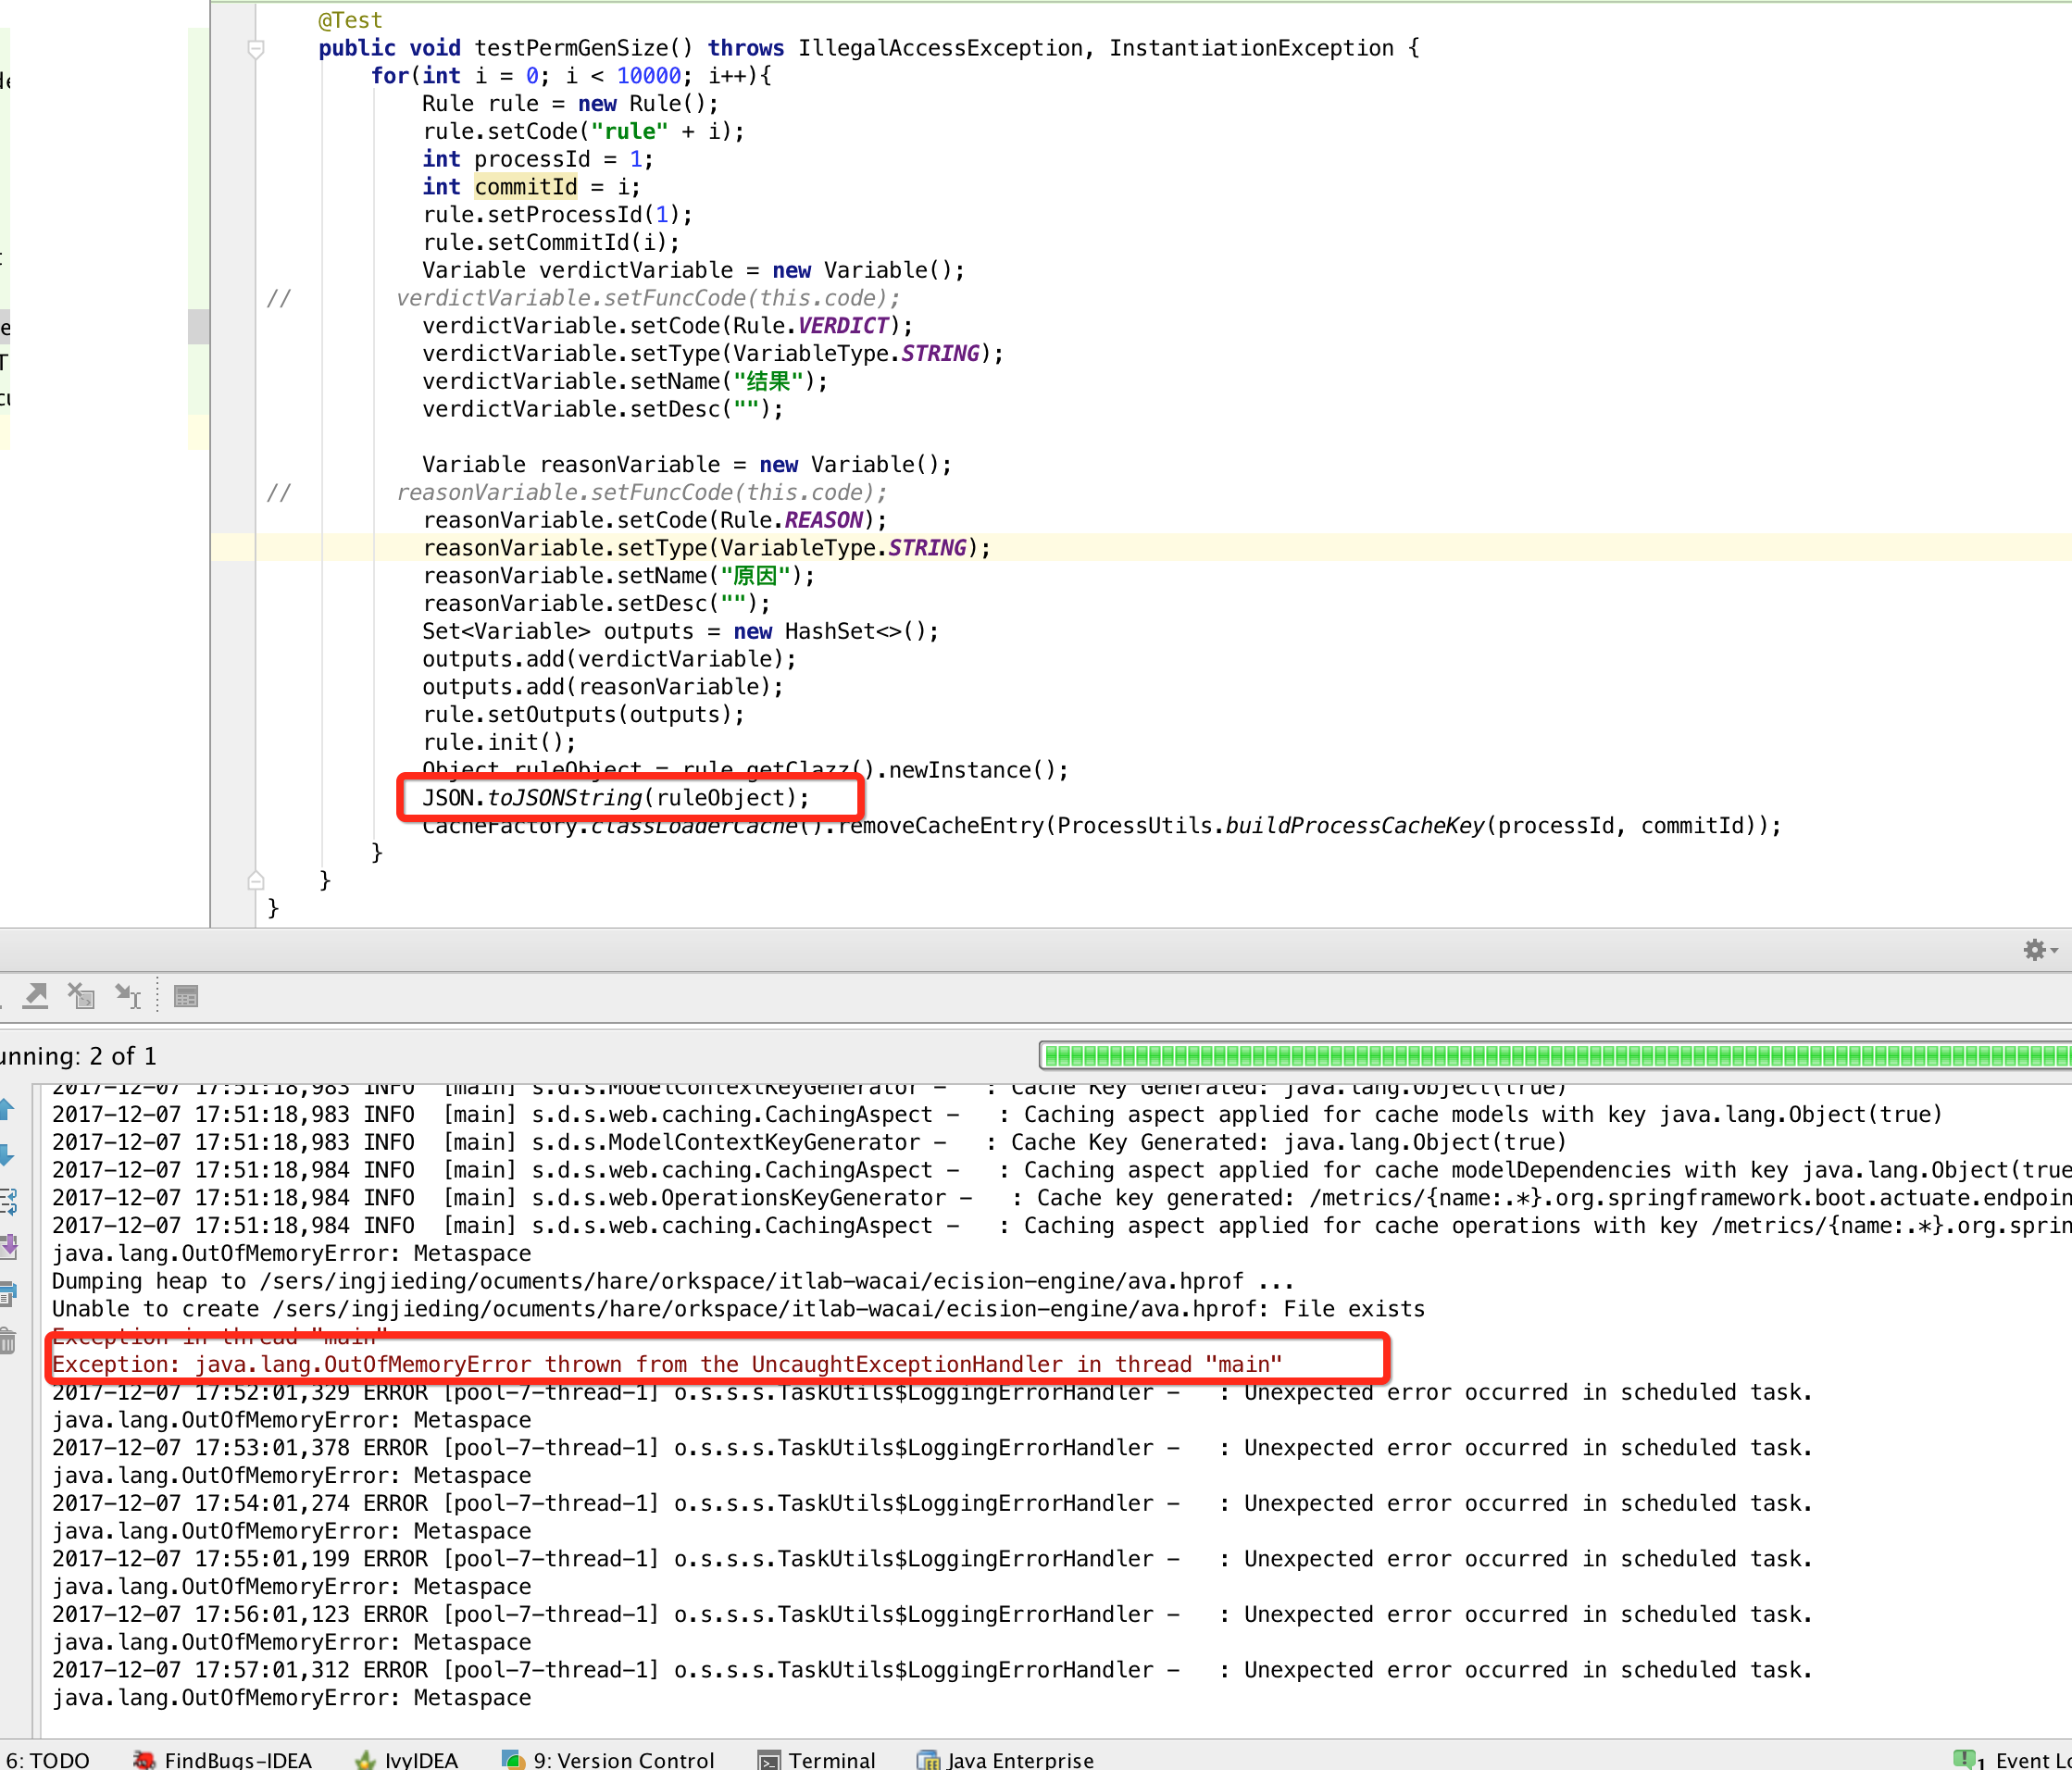 @Test
public void testPermGenSize() throws IllegalAccessException, InstantiationException {
for(int i = 0; i < 10000; i++){
Rule rule = new Rule();
rule.setCode("rule" + i);
int processId = 1;
int commitId = i;
rule.setProcessId(1);
rule.setCommitId(i);
Variable verdictVariable = new Variable();
// verdictVariable.setFuncCode(this.code);
verdictVariable.setCode(Rule.VERDICT);
verdictVariable.setType(VariableType.STRING);
verdictVariable.setName("结果");
verdictVariable.setDesc("");
Variable reasonVariable = new Variable();
// reasonVariable.setFuncCode(this.code);
reasonVariable.setCode(Rule.REASON);
reasonVariable.setType(VariableType.STRING);
reasonVariable.setName("原因");
reasonVariable.setDesc("");
Set<Variable> outputs = new HashSet<>();
outputs.add(verdictVariable);
outputs.add(reasonVariable);
rule.setOutputs(outputs);
rule.init();
Object ruleObject = rule.getClazz().newInstance();
JSON.toJSONString(ruleObject);
CacheFactory.classLoaderCache().removeCacheEntry(ProcessUtils.buildProcessCacheKey(processId, commitId));
}
}
}
unning: 2 of 1
2017-12-07 17:51:18,983 INFO [main] s.d.s.ModelContextKeyGenerator - : Cache Key Generated: java.lang.Object(true)
2017-12-07 17:51:18,983 INFO [main] s.d.s.web.caching.CachingAspect - : Caching aspect applied for cache models with key java.lang.Object(true)
2017-12-07 17:51:18,983 INFO [main] s.d.s.ModelContextKeyGenerator - : Cache Key Generated: java.lang.Object(true)
2017-12-07 17:51:18,984 INFO [main] s.d.s.web.caching.CachingAspect - : Caching aspect applied for cache modelDependencies with key java.lang.Object(true
2017-12-07 17:51:18,984 INFO [main] s.d.s.web.OperationsKeyGenerator - : Cache key generated: /metrics/{name:.*}.org.springframework.boot.actuate.endpoin
2017-12-07 17:51:18,984 INFO [main] s.d.s.web.caching.CachingAspect - : Caching aspect applied for cache operations with key /metrics/{name:.*}.org.sprin
java.lang.OutOfMemoryError: Metaspace
Dumping heap to /sers/ingjieding/ocuments/hare/orkspace/itlab-wacai/ecision-engine/ava.hprof ...
Unable to create /sers/ingjieding/ocuments/hare/orkspace/itlab-wacai/ecision-engine/ava.hprof: File exists
Exception in thread "main"
Exception: java.lang.OutOfMemoryError thrown from the UncaughtExceptionHandler in thread "main"
2017-12-07 17:52:01,329 ERROR [pool-7-thread-1] o.s.s.s.TaskUtils$LoggingErrorHandler - : Unexpected error occurred in scheduled task.
java.lang.OutOfMemoryError: Metaspace
2017-12-07 17:53:01,378 ERROR [pool-7-thread-1] o.s.s.s.TaskUtils$LoggingErrorHandler - : Unexpected error occurred in scheduled task.
java.lang.OutOfMemoryError: Metaspace
2017-12-07 17:54:01,274 ERROR [pool-7-thread-1] o.s.s.s.TaskUtils$LoggingErrorHandler - : Unexpected error occurred in scheduled task.
java.lang.OutOfMemoryError: Metaspace
2017-12-07 17:55:01,199 ERROR [pool-7-thread-1] o.s.s.s.TaskUtils$LoggingErrorHandler - : Unexpected error occurred in scheduled task.
java.lang.OutOfMemoryError: Metaspace
2017-12-07 17:56:01,123 ERROR [pool-7-thread-1] o.s.s.s.TaskUtils$LoggingErrorHandler - : Unexpected error occurred in scheduled task.
java.lang.OutOfMemoryError: Metaspace
2017-12-07 17:57:01,312 ERROR [pool-7-thread-1] o.s.s.s.TaskUtils$LoggingErrorHandler - : Unexpected error occurred in scheduled task.
java.lang.OutOfMemoryError: Metaspace
6: TODO FindBugs-IDEA IvyIDEA 9: Version Control Terminal Java Enterprise 1 Event Lo